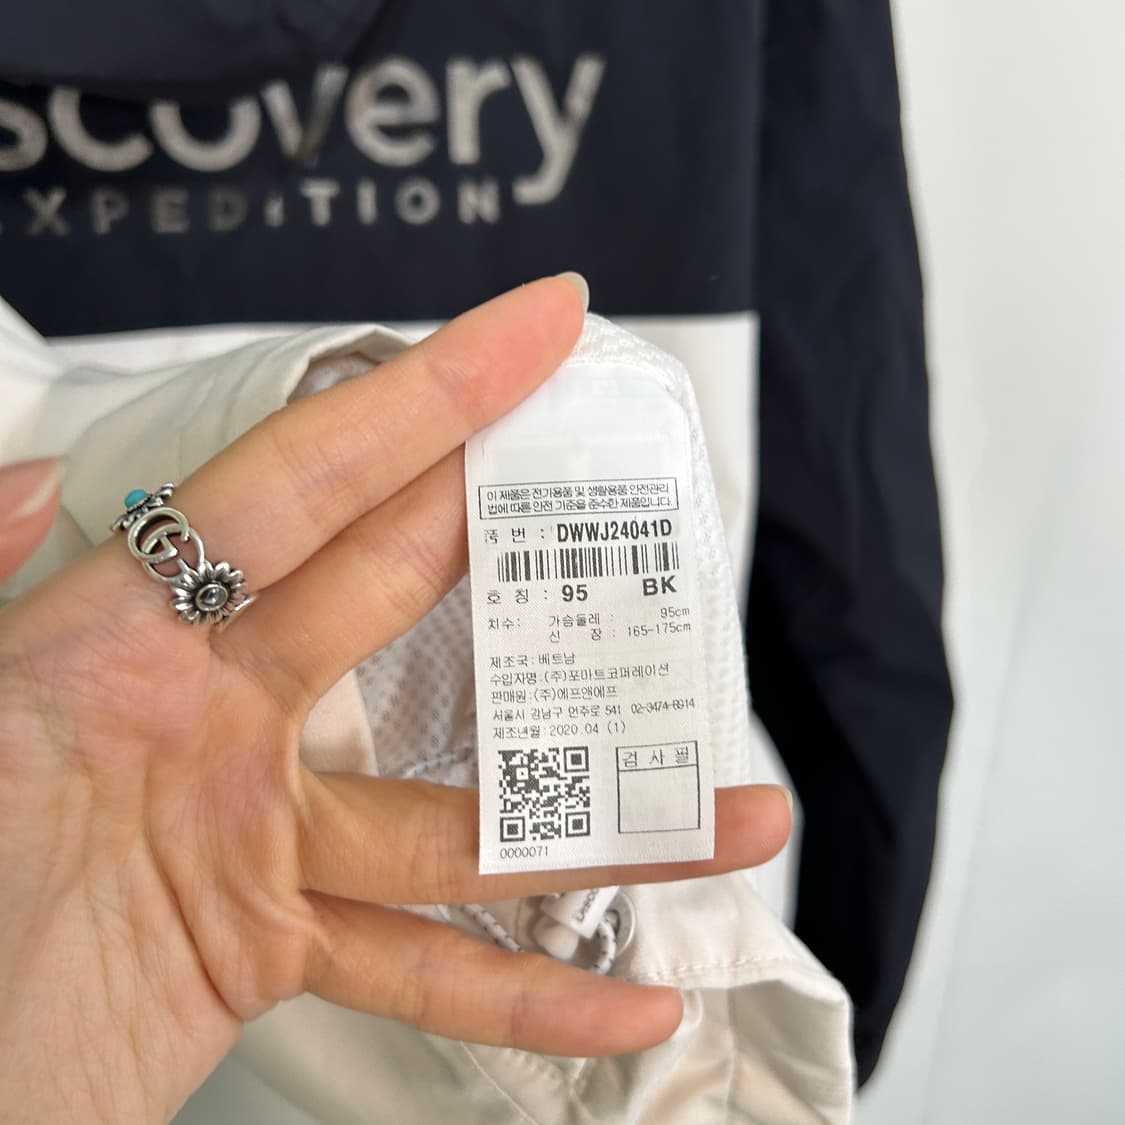 scovery
XPEDITION
이 제품은 전기용품 및 생활용품 안전관리
법에 따른 안전 기준을 준수한 제품입니다.
품 번 : DWWJ24041D
호 칭 : 95 BK
치수: 가슴둘레 : 95cm
신 장 : 165-175cm
제조국:베트남
수입자명:(주)포마트코퍼레이션
판매원:(주)에프앤에프
서울시 강남구 언주로 541 02-3474-8914
제조년월:2020.04 (1)
검 사 필
0000071